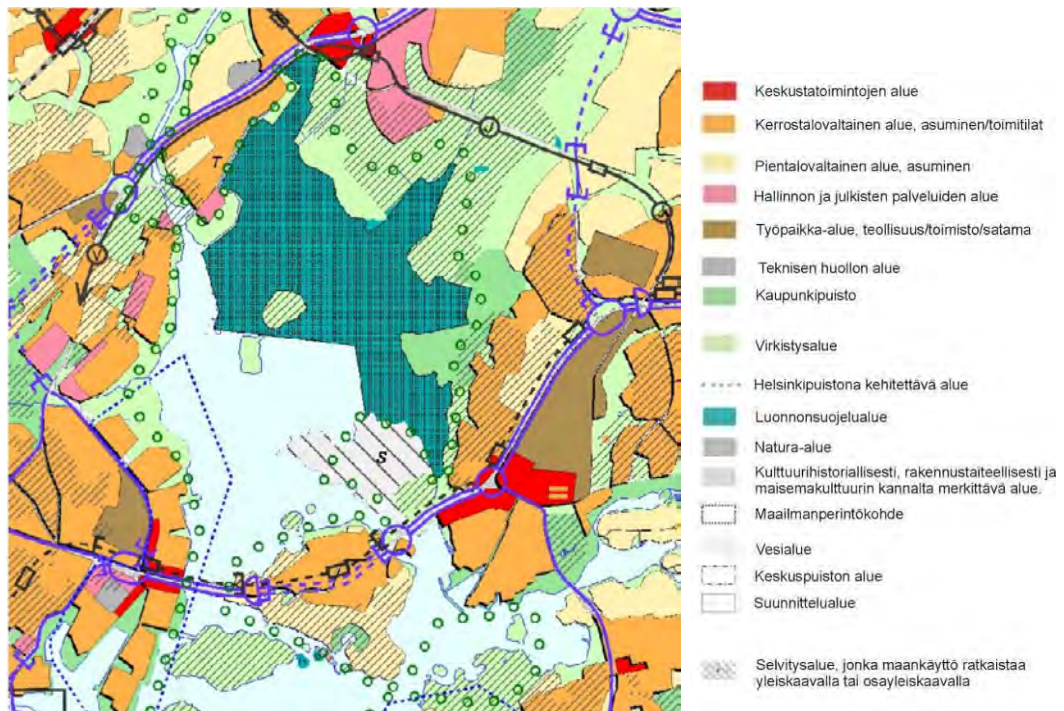 T
J
V
A
S
Keskustatoimintojen alue
Kerrostalovaltainen alue, asuminen/toimitilat
Pientalovaltainen alue, asuminen
Hallinnon ja julkisten palveluiden alue
Työpaikka-alue, teollisuus/toimisto/satama
Teknisen huollon alue
Kaupunkipuisto
Virkistysalue
Helsinkipuistona kehitettävä alue
Luonnonsuojelualue
Natura-alue
Kulttuurihistoriallisesti, rakennustaiteellisesti ja
maisemakulttuurin kannalta merkittävä alue.
Maailmanperintökohde
Vesialue
Keskuspuiston alue
Suunnittelualue
Selvitysalue, jonka maankäyttö ratkaistaa
yleiskaavalla tai osayleiskaavalla